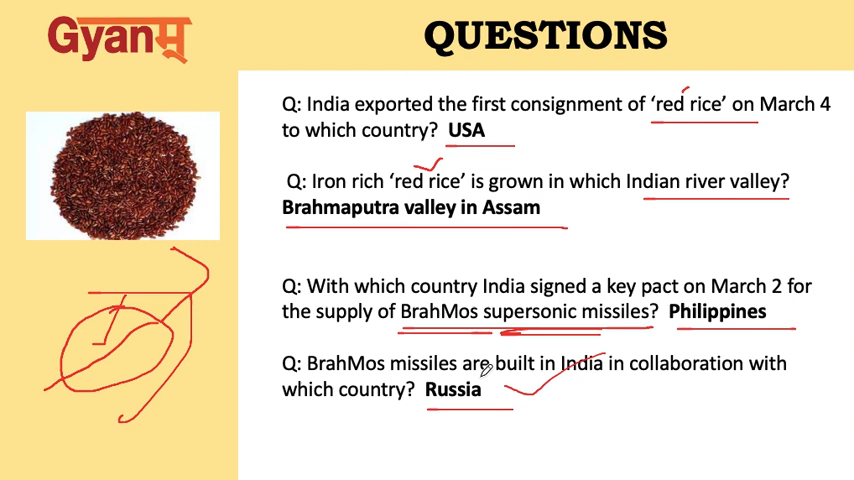 Gyanम्
QUESTIONS
Q: India exported the first consignment of ‘red rice’ on March 4
to which country? USA
Q: Iron rich ‘red rice’ is grown in which Indian river valley?
Brahmaputra valley in Assam
Q: With which country India signed a key pact on March 2 for
the supply of BrahMos supersonic missiles? Philippines
Q: BrahMos missiles are built in India in collaboration with
which country? Russia